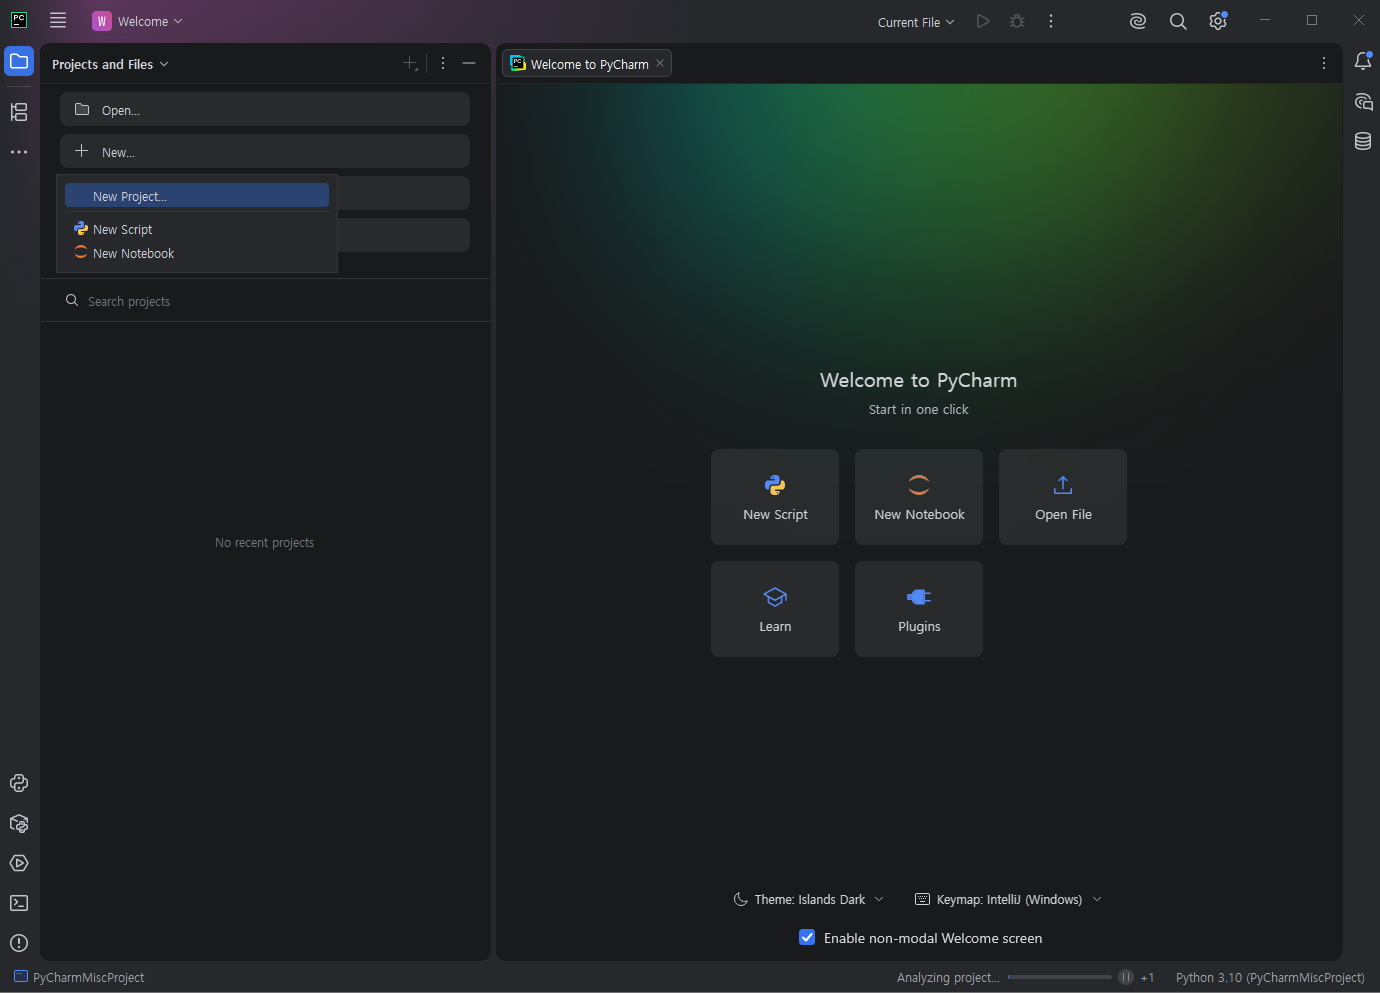 PC
W
Welcome
Current File
Projects and Files
Welcome to PyCharm
Open...
New...
New Project...
New Script
New Notebook
Search projects
No recent projects
Welcome to PyCharm
Start in one click
New Script
New Notebook
Open File
Learn
Plugins
Theme: Islands Dark
Keymap: IntelliJ (Windows)
Enable non-modal Welcome screen
PyCharmMiscProject
Analyzing project...
+1
Python 3.10 (PyCharmMiscProject)